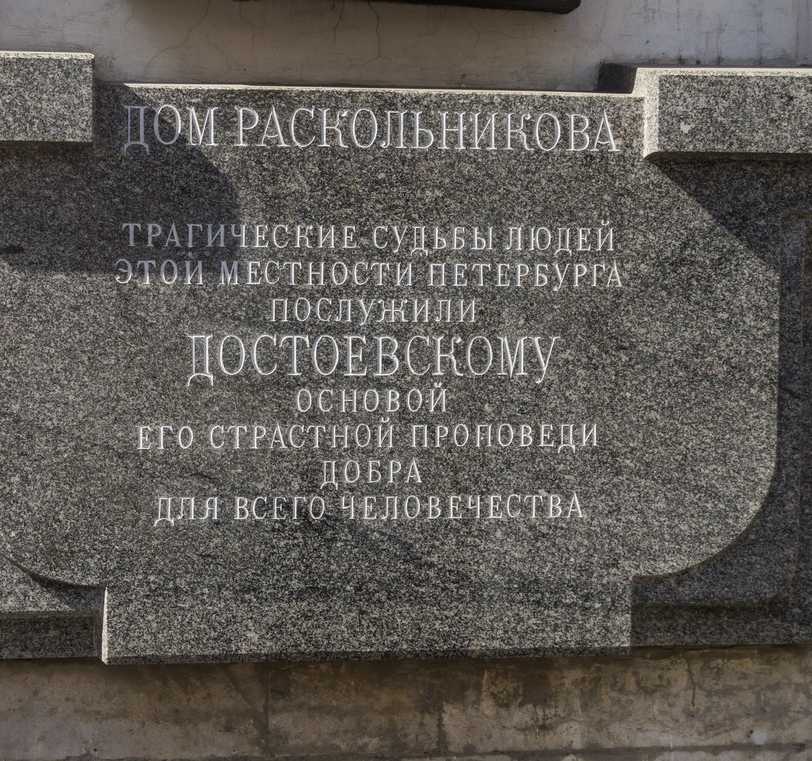 ДОМ РАСКОЛЬНИКОВА
ТРАГИЧЕСКИЕ СУДЬБЫ ЛЮДЕЙ
ЭТОЙ МЕСТНОСТИ ПЕТЕРБУРГА
ПОСЛУЖИЛИ
ДОСТОЕВСКОМУ
ОСНОВОЙ
ЕГО СТРАСТНОЙ ПРОПОВЕДИ
ДОБРА
ДЛЯ ВСЕГО ЧЕЛОВЕЧЕСТВА